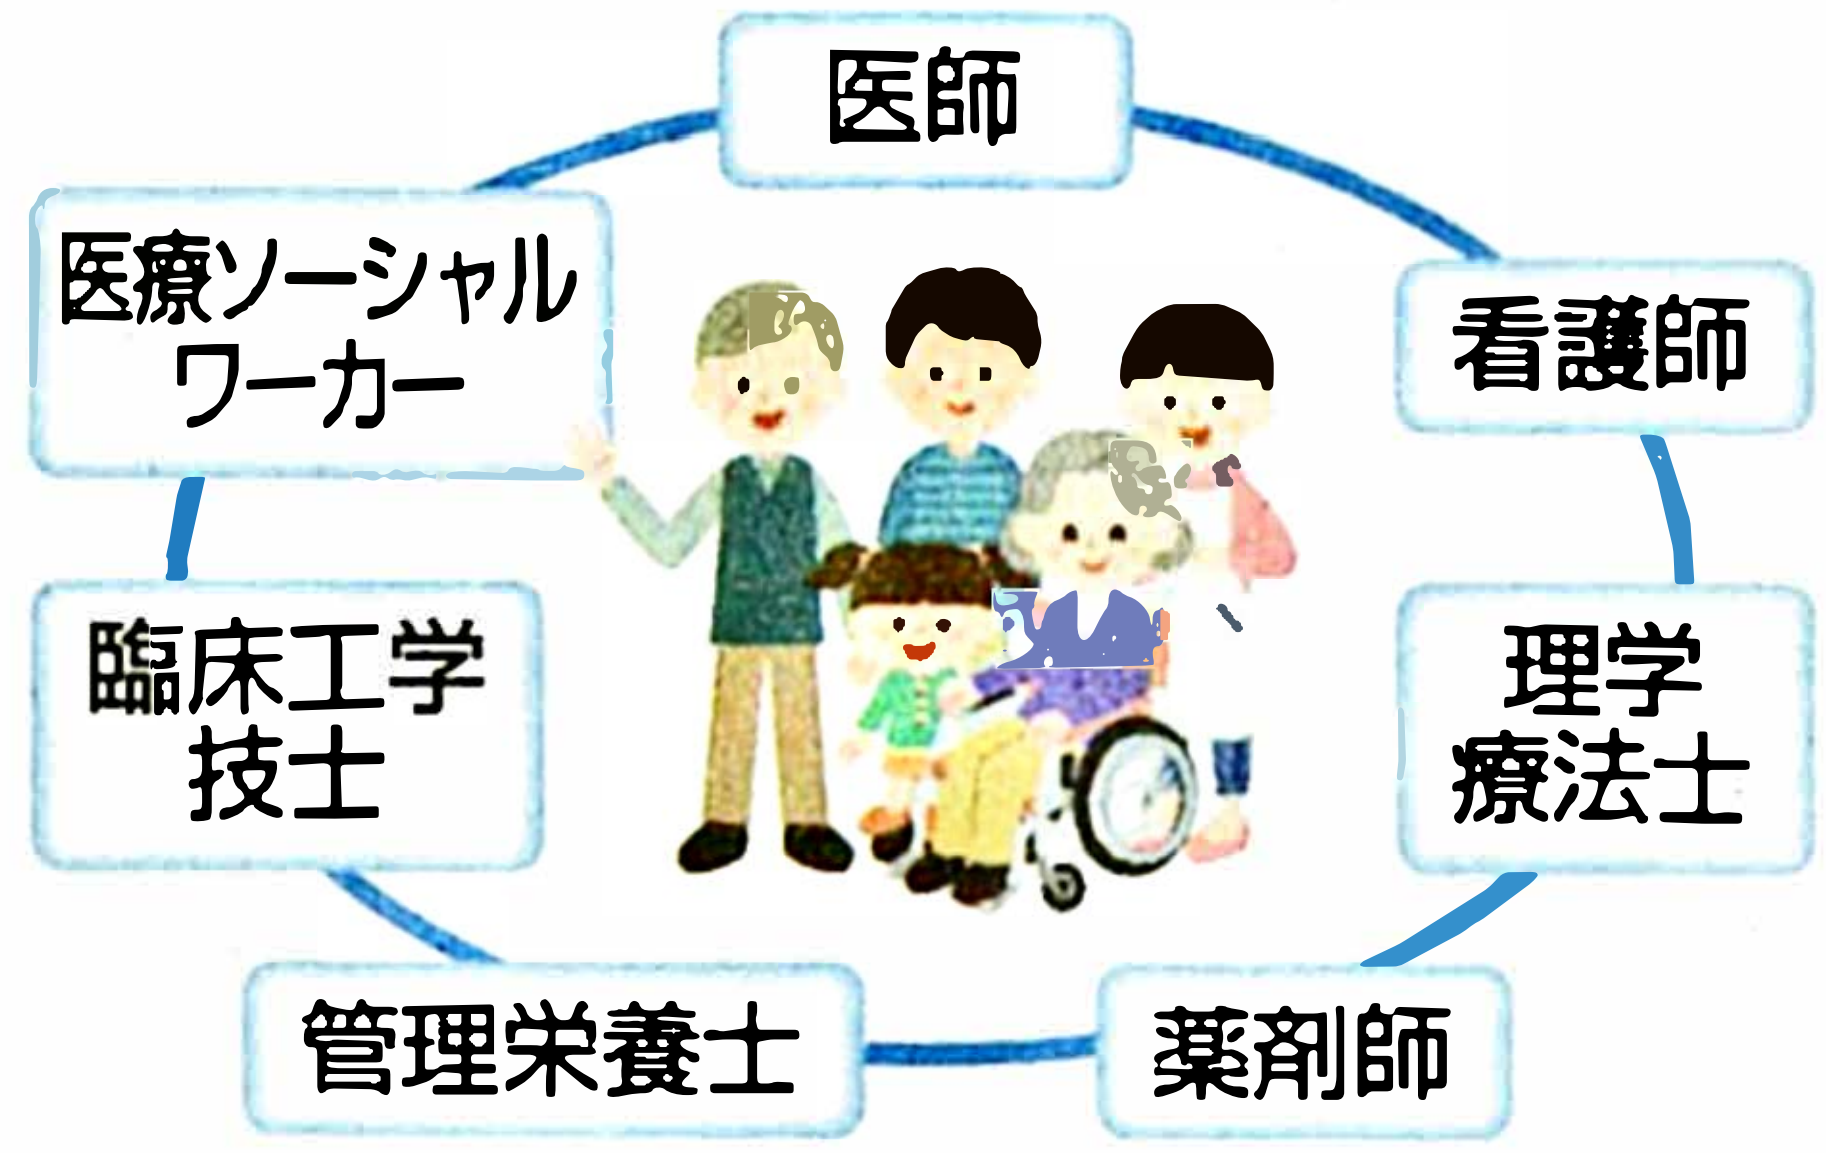 医師
看護師
理学
療法士
薬剤師
管理栄養士
臨床工学
技士
医療ソーシャル
ワーカー